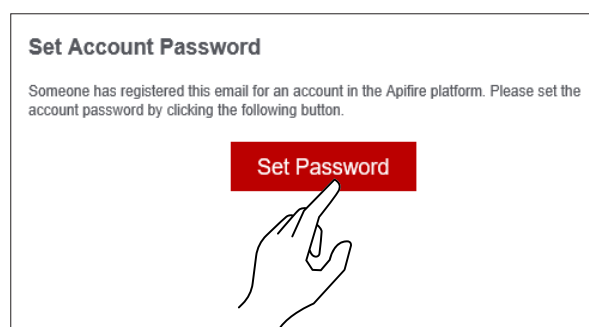 Set Account Password
Someone has registered this email for an account in the Apifire platform. Please set the
account password by clicking the following button.
Set Password